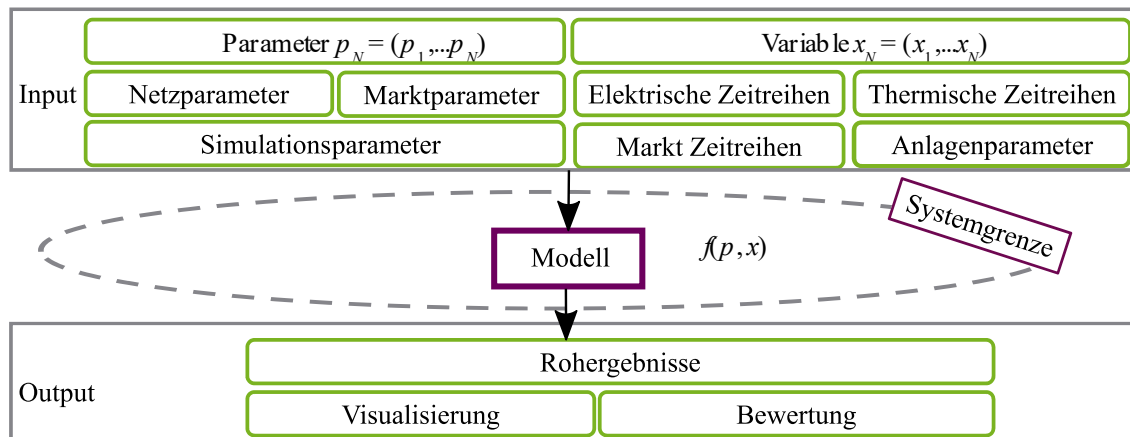 Parameter p_N = (p_1,...p_N)
Variable x_N = (x_1,...x_N)
Input
Netzparameter
Marktparameter
Elektrische Zeitreihen
Thermische Zeitreihen
Simulationsparameter
Markt Zeitreihen
Anlagenparameter
Systemgrenze
Modell
f(p,x)
Rohergebnisse
Output
Visualisierung
Bewertung